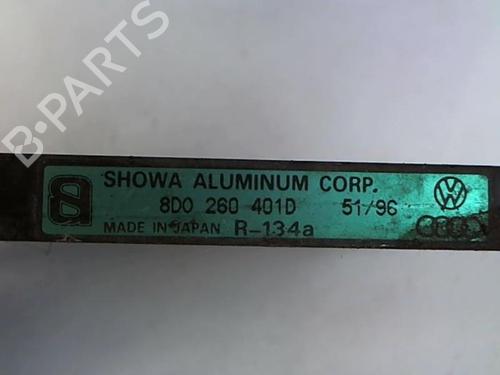 B-PARTS
SHOWA ALUMINUM CORP.
8D0 260 401D 51/96
MADE IN JAPAN R-134a